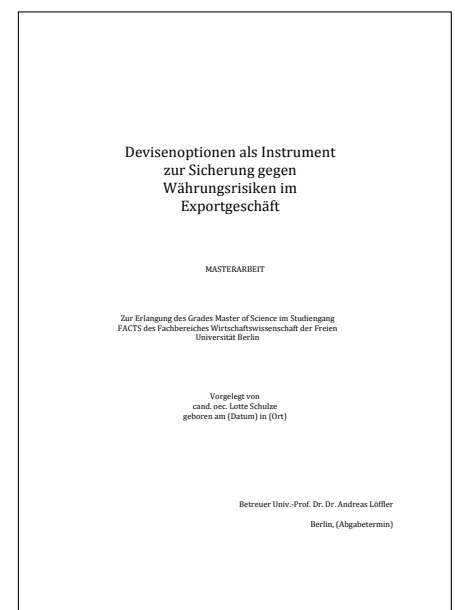 Devisenoptionen als Instrument
zur Sicherung gegen
Währungsrisiken im
Exportgeschäft
MASTERARBEIT
Zur Erlangung des Grades Master of Science im Studiengang
FACTS des Fachbereiches Wirtschaftswissenschaft der Freien
Universität Berlin
Vorgelegt von
cand. oec. Lotte Schulze
geboren am (Datum) in (Ort)
Betreuer Univ.-Prof. Dr. Dr. Andreas Löffler
Berlin, (Abgabetermin)